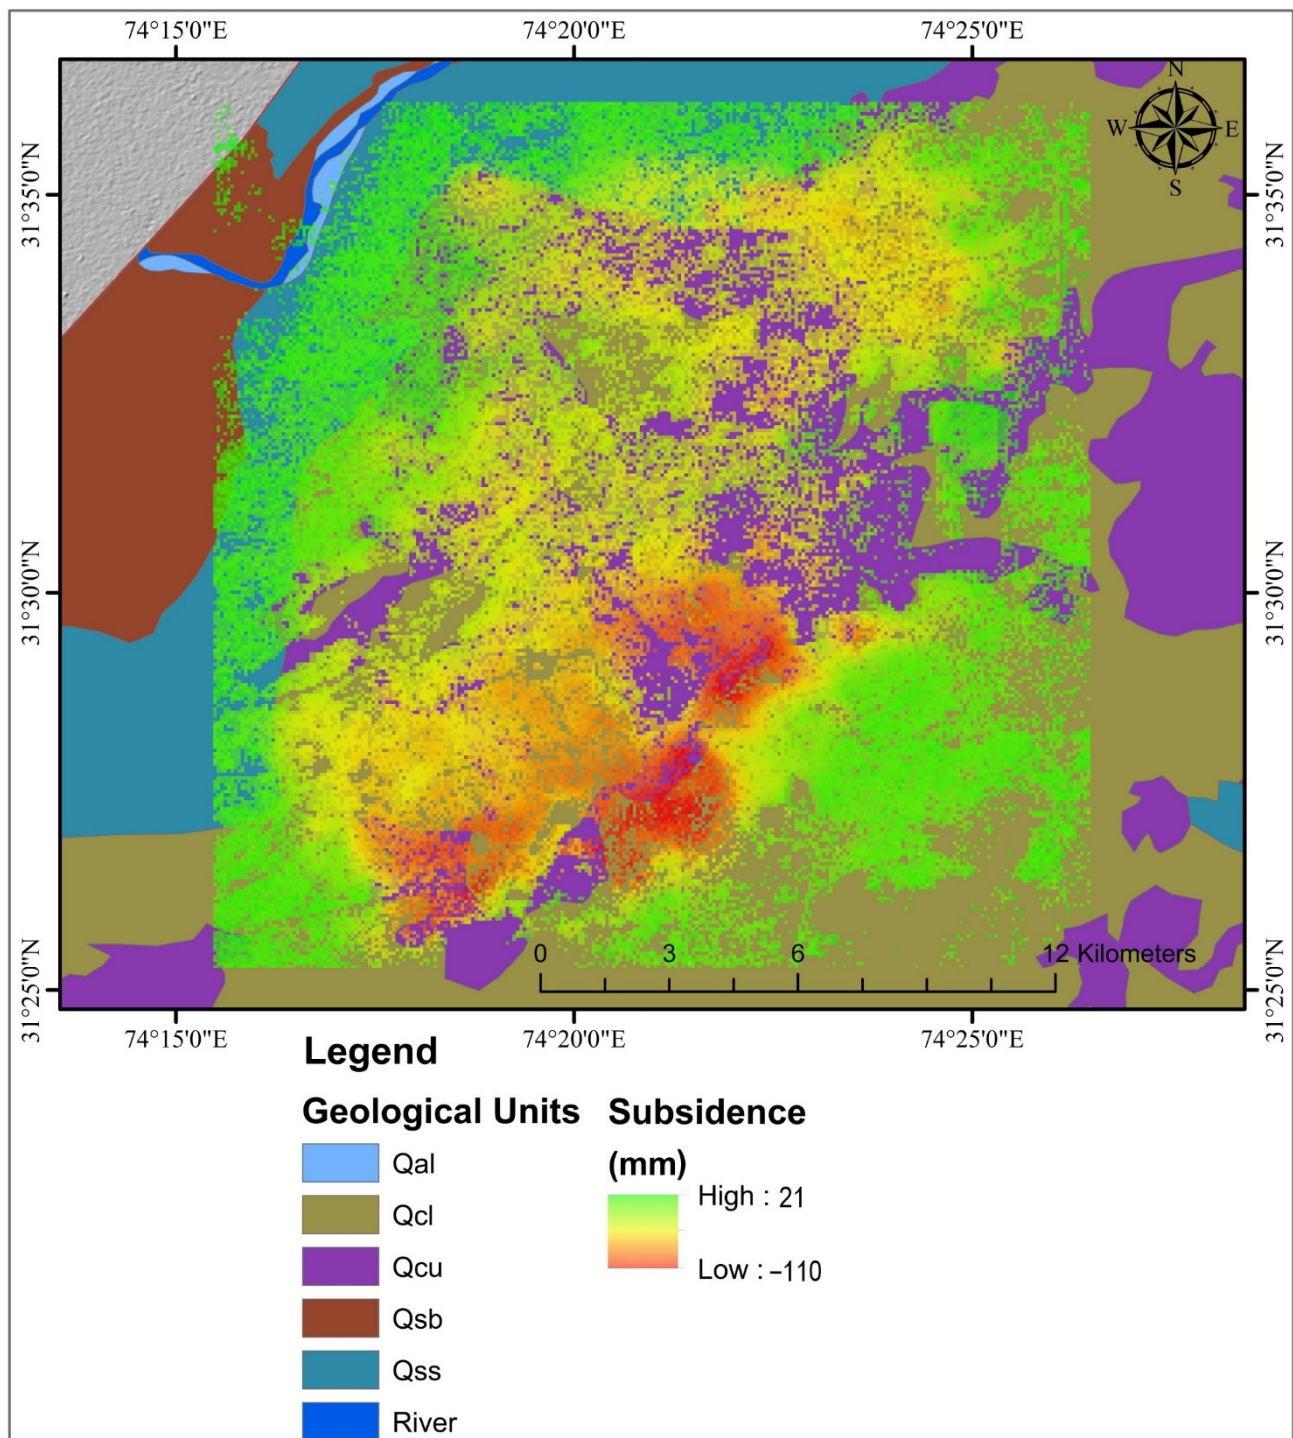 74°15'0"E 74°20'0"E 74°25'0"E
N
W E
S
31°35'0"N 31°35'0"N
31°30'0"N 31°30'0"N
31°25'0"N 31°25'0"N
0 3 6 12 Kilometers
74°15'0"E 74°20'0"E 74°25'0"E
Legend
Geological Units
Qal
Qcl
Qcu
Qsb
Qss
River
Subsidence
(mm)
High : 21
Low : –110